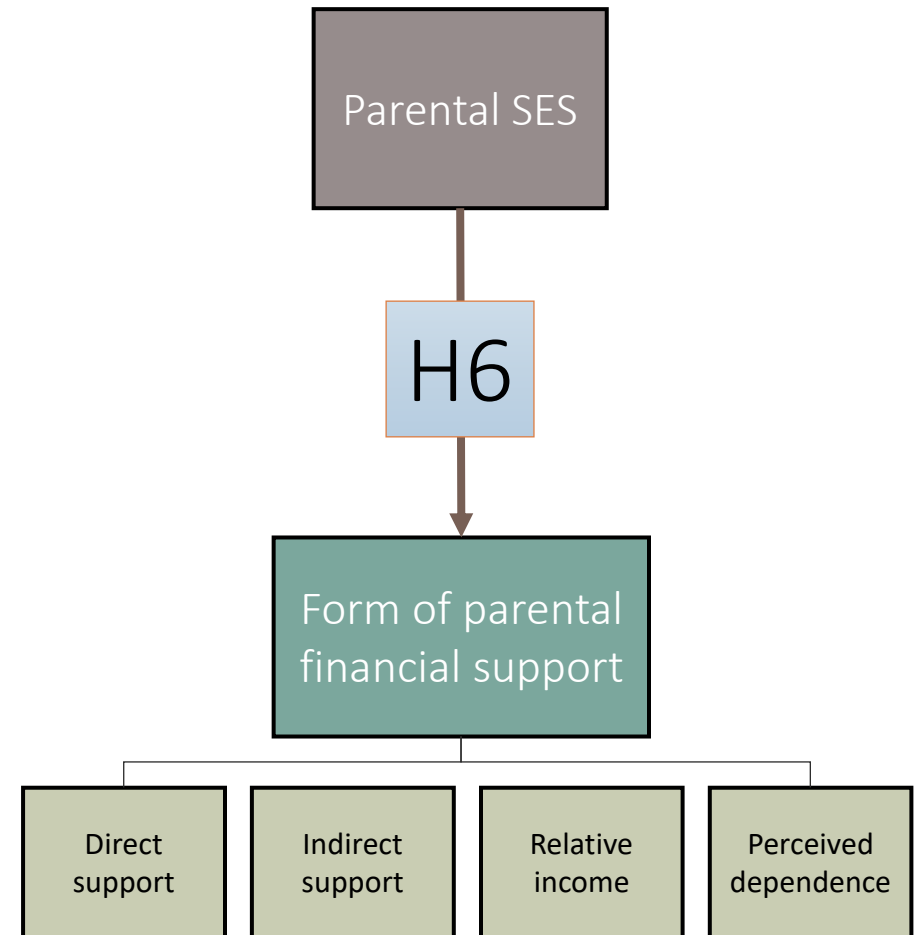 Parental SES
H6
Form of parental
financial support
Direct
support
Indirect
support
Relative
income
Perceived
dependence